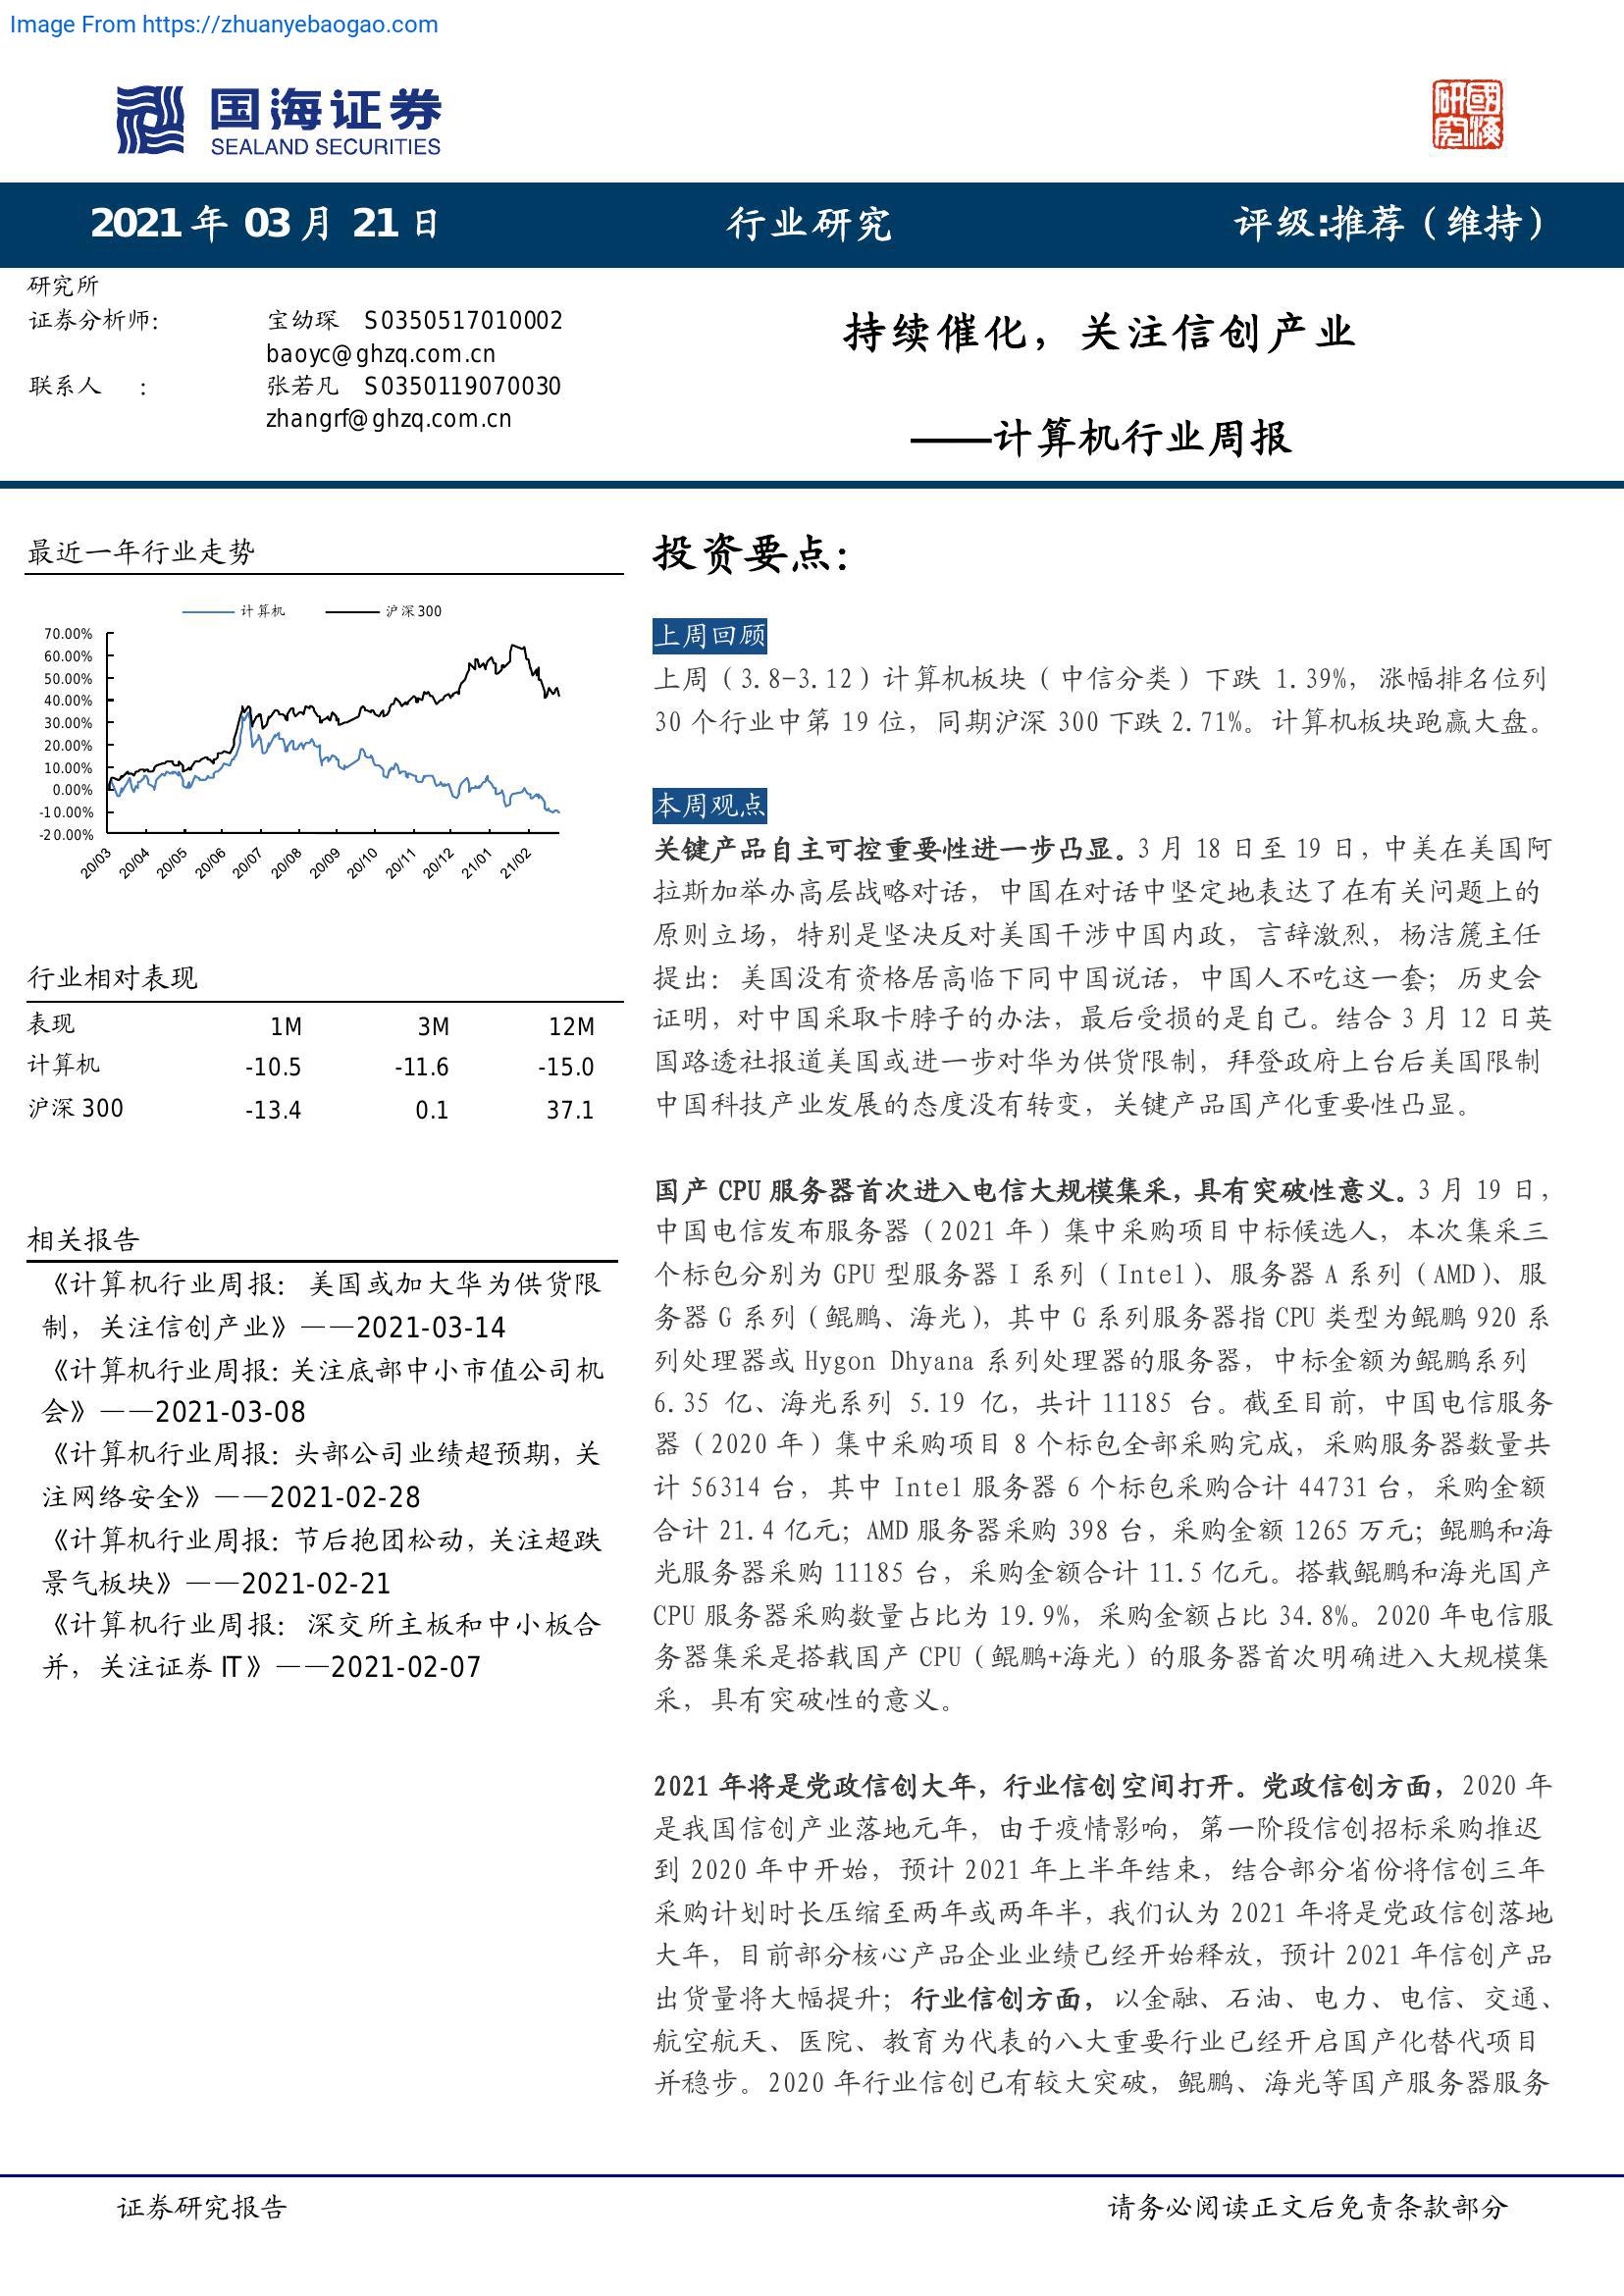 Image From https://zhuanyebaogao.com
国海证券
SEALAND SECURITIES
研究
國海
2021 年 03 月 21 日
行业研究
评级:推荐（维持）
研究所
证券分析师：
宝幼琛 S0350517010002
baoyc@ghzq.com.cn
联系人 ：
张若凡 S0350119070030
zhangrf@ghzq.com.cn
持续催化，关注信创产业
——计算机行业周报
最近一年行业走势
计算机
沪深300
70.00%
60.00%
50.00%
40.00%
30.00%
20.00%
10.00%
0.00%
-10.00%
-20.00%
20/03
20/04
20/05
20/06
20/07
20/08
20/09
20/10
20/11
20/12
21/01
21/02
行业相对表现
表现 1M 3M 12M
计算机 -10.5 -11.6 -15.0
沪深 300 -13.4 0.1 37.1
相关报告
《计算机行业周报：美国或加大华为供货限
制，关注信创产业》——2021-03-14
《计算机行业周报：关注底部中小市值公司机
会》——2021-03-08
《计算机行业周报：头部公司业绩超预期，关
注网络安全》——2021-02-28
《计算机行业周报：节后抱团松动，关注超跌
景气板块》——2021-02-21
《计算机行业周报：深交所主板和中小板合
并，关注证券 IT》——2021-02-07
投资要点：
上周回顾
上周（3.8-3.12）计算机板块（中信分类）下跌 1.39%，涨幅排名位列
30 个行业中第 19 位，同期沪深 300 下跌 2.71%。计算机板块跑赢大盘。
本周观点
关键产品自主可控重要性进一步凸显。3 月 18 日至 19 日，中美在美国阿
拉斯加举办高层战略对话，中国在对话中坚定地表达了在有关问题上的
原则立场，特别是坚决反对美国干涉中国内政，言辞激烈，杨洁篪主任
提出：美国没有资格居高临下同中国说话，中国人不吃这一套；历史会
证明，对中国采取卡脖子的办法，最后受损的是自己。结合 3 月 12 日英
国路透社报道美国或进一步对华为供货限制，拜登政府上台后美国限制
中国科技产业发展的态度没有转变，关键产品国产化重要性凸显。
国产 CPU 服务器首次进入电信大规模集采，具有突破性意义。3 月 19 日，
中国电信发布服务器（2021 年）集中采购项目中标候选人，本次集采三
个标包分别为 GPU 型服务器 I 系列（Intel）、服务器 A 系列（AMD）、服
务器 G 系列（鲲鹏、海光），其中 G 系列服务器指 CPU 类型为鲲鹏 920 系
列处理器或 Hygon Dhyana 系列处理器的服务器，中标金额为鲲鹏系列
6.35 亿、海光系列 5.19 亿，共计 11185 台。截至目前，中国电信服务
器（2020 年）集中采购项目 8 个标包全部采购完成，采购服务器数量共
计 56314 台，其中 Intel 服务器 6 个标包采购合计 44731 台，采购金额
合计 21.4 亿元；AMD 服务器采购 398 台，采购金额 1265 万元；鲲鹏和海
光服务器采购 11185 台，采购金额合计 11.5 亿元。搭载鲲鹏和海光国产
CPU 服务器采购数量占比为 19.9%，采购金额占比 34.8%。2020 年电信服
务器集采是搭载国产 CPU（鲲鹏+海光）的服务器首次明确进入大规模集
采，具有突破性的意义。
2021 年将是党政信创大年，行业信创空间打开。党政信创方面，2020 年
是我国信创产业落地元年，由于疫情影响，第一阶段信创招标采购推迟
到 2020 年中开始，预计 2021 年上半年结束，结合部分省份将信创三年
采购计划时长压缩至两年或两年半，我们认为 2021 年将是党政信创落地
大年，目前部分核心产品企业业绩已经开始释放，预计 2021 年信创产品
出货量将大幅提升；行业信创方面，以金融、石油、电力、电信、交通、
航空航天、医院、教育为代表的八大重要行业已经开启国产化替代项目
并稳步。2020 年行业信创已有较大突破，鲲鹏、海光等国产服务器服务
证券研究报告
请务必阅读正文后免责条款部分